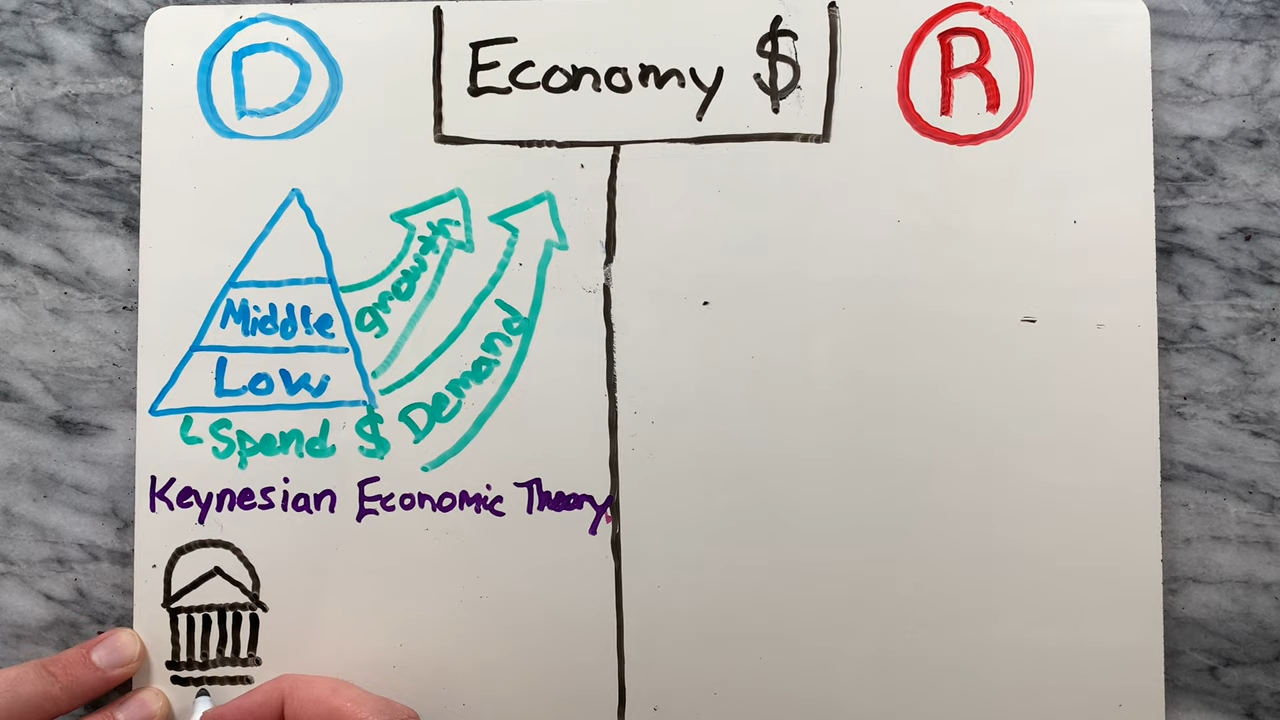 D
Economy $
R
growth
Middle
Low
Demand
Spend $
Keynesian Economic Theory